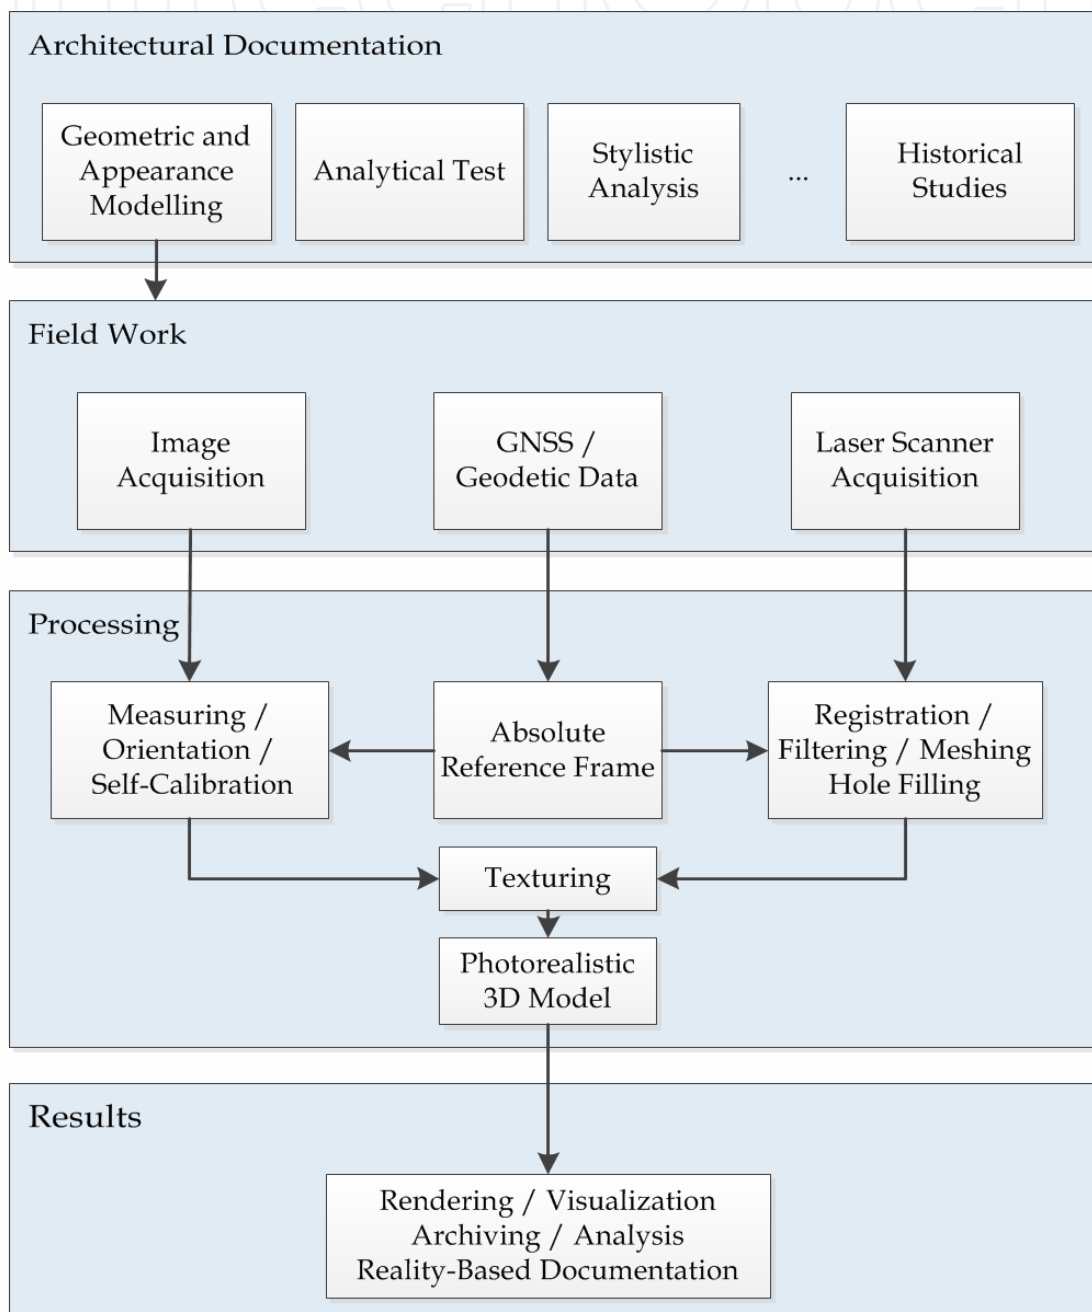 Architectural Documentation
Geometric and
Appearance
Modelling
Analytical Test
Stylistic
Analysis
...
Historical
Studies
Field Work
Image
Acquisition
GNSS /
Geodetic Data
Laser Scanner
Acquisition
Processing
Measuring /
Orientation /
Self-Calibration
Absolute
Reference Frame
Registration /
Filtering / Meshing
Hole Filling
Texturing
Photorealistic
3D Model
Results
Rendering / Visualization
Archiving / Analysis
Reality-Based Documentation